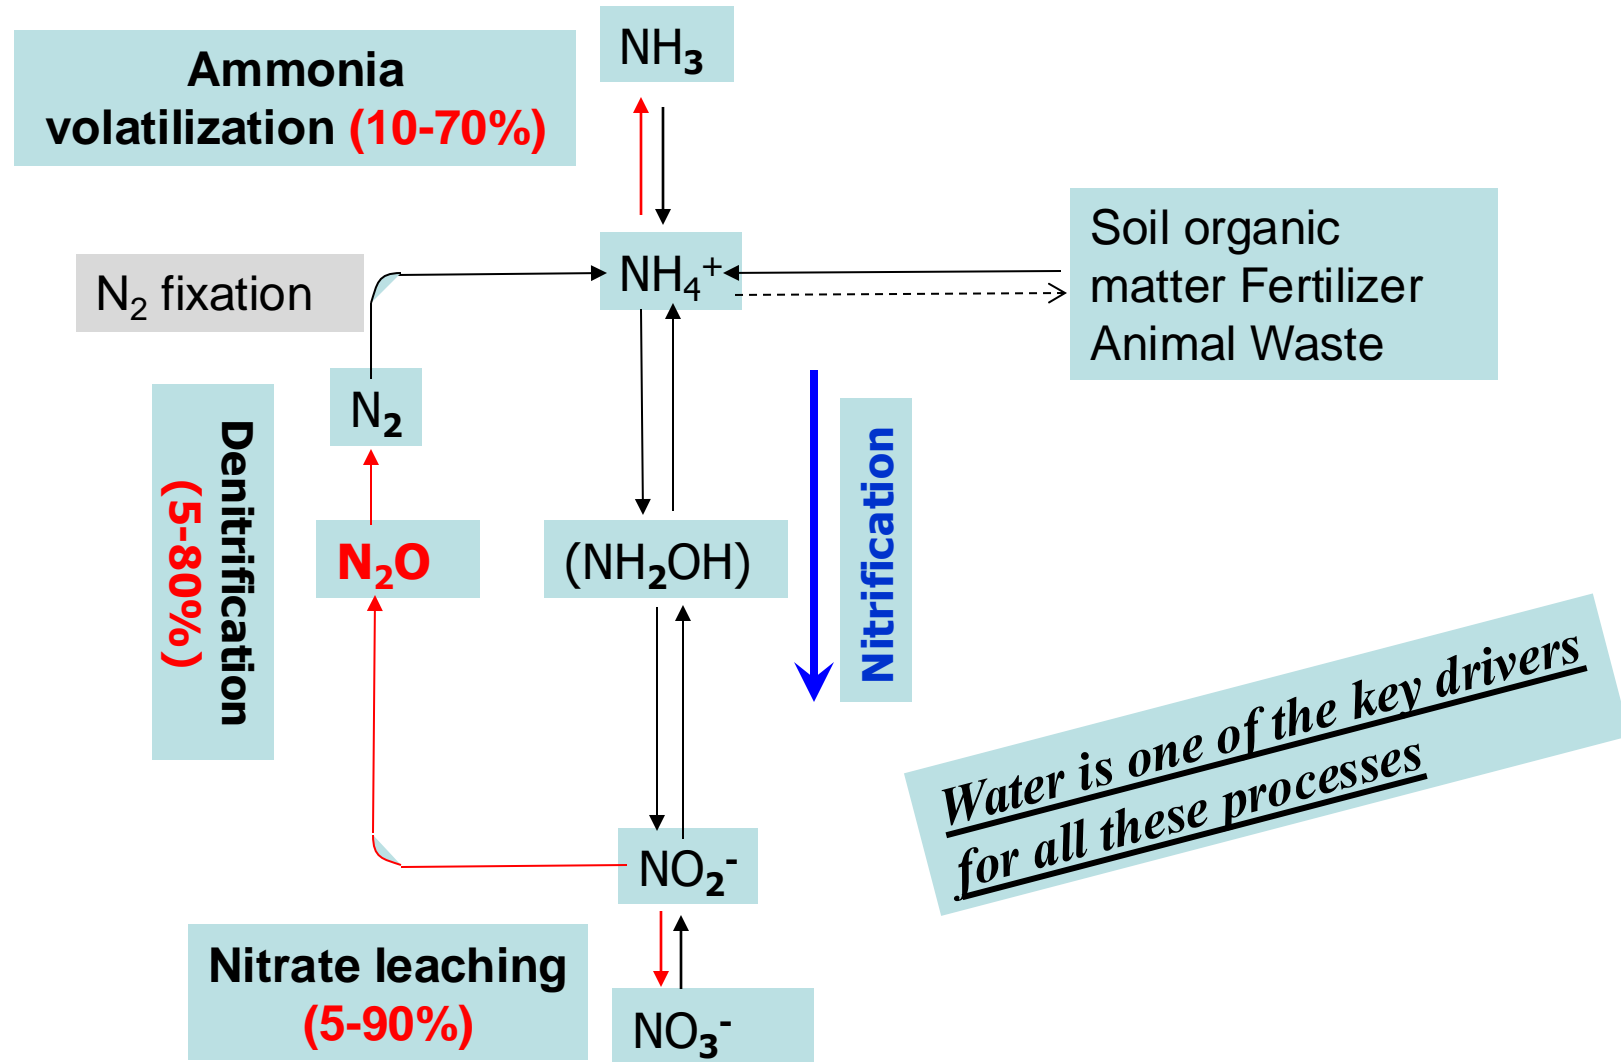 NH₃
Ammonia
volatilization (10-70%)
Soil organic
matter Fertilizer
Animal Waste
NH₄⁺
N₂ fixation
N₂
Denitrification
(5-80%)
Nitrification
N₂O
(NH₂OH)
Water is one of the key drivers
for all these processes
NO₂⁻
Nitrate leaching
(5-90%)
NO₃⁻